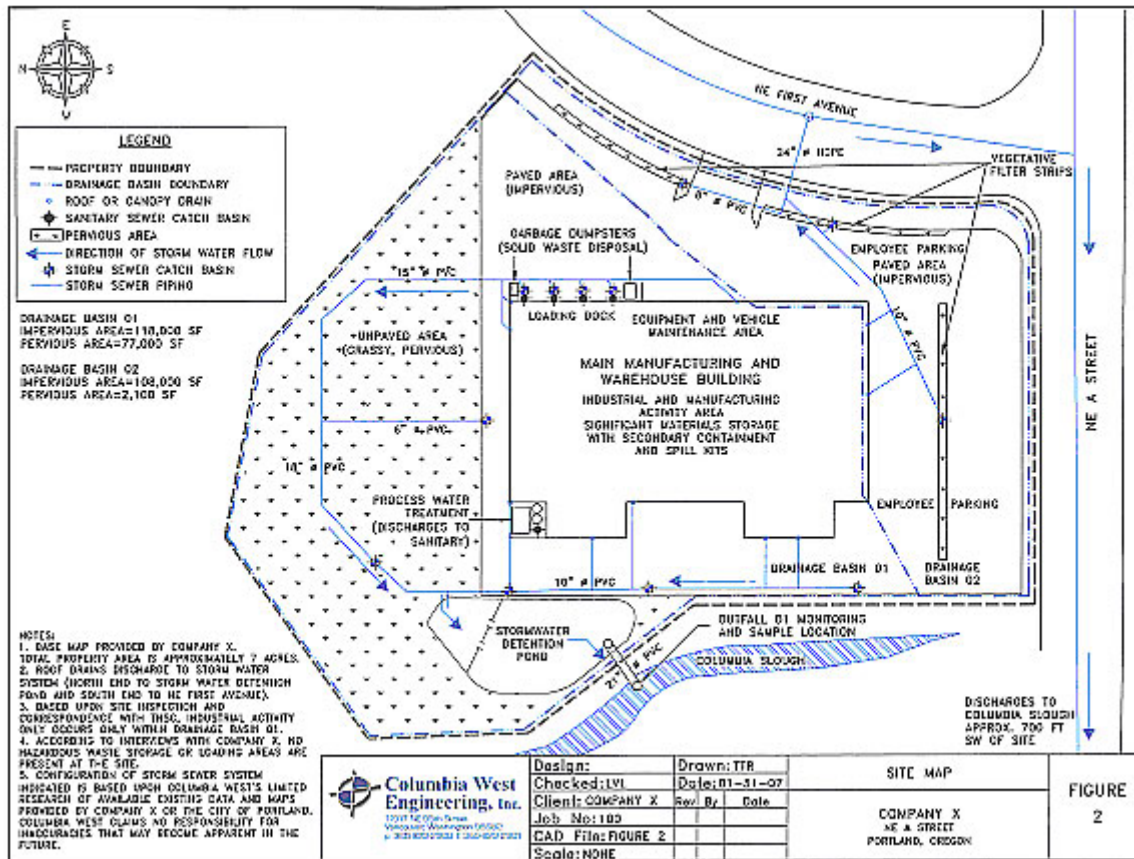 E
N
S
W
LEGEND
PROPERTY BOUNDARY
DRAINAGE BASIN BOUNDARY
ROOF OR CANOPY DRAIN
SANITARY SEWER CATCH BASIN
PERVIOUS AREA
DIRECTION OF STORM WATER FLOW
STORM SEWER CATCH BASIN
STORM SEWER PIPING
DRAINAGE BASIN 01
IMPERVIOUS AREA=118,000 SF
PERVIOUS AREA=77,000 SF
DRAINAGE BASIN 02
IMPERVIOUS AREA=108,000 SF
PERVIOUS AREA=2,100 SF
NE FIRST AVENUE
24" ø HDPE
VEGETATIVE
FILTER STRIPS
PAVED AREA
(IMPERVIOUS)
8" ø PVC
GARBAGE DUMPSTERS
(SOLID WASTE DISPOSAL)
EMPLOYEE PARKING
PAVED AREA
(IMPERVIOUS)
15" ø PVC
LOADING DOCK
EQUIPMENT AND VEHICLE
MAINTENANCE AREA
10" ø PVC
UNPAVED AREA
(GRASSY, PERVIOUS)
MAIN MANUFACTURING AND
WAREHOUSE BUILDING
INDUSTRIAL AND MANUFACTURING
ACTIVITY AREA
SIGNIFICANT MATERIALS STORAGE
WITH SECONDARY CONTAINMENT
AND SPILL KITS
NE A STREET
6" ø PVC
18" ø PVC
PROCESS WATER
TREATMENT
(DISCHARGES TO
SANITARY)
EMPLOYEE PARKING
DRAINAGE BASIN 01
DRAINAGE
BASIN 02
10" ø PVC
STORMWATER
DETENTION
POND
OUTFALL 01 MONITORING
AND SAMPLE LOCATION
21" ø PVC
COLUMBIA SLOUGH
DISCHARGES TO
COLUMBIA SLOUGH
APPROX. 700 FT
SW OF SITE
NOTES:
1. BASE MAP PROVIDED BY COMPANY X.
TOTAL PROPERTY AREA IS APPROXIMATELY 7 ACRES.
2. ROOF DRAINS DISCHARGE TO STORM WATER
SYSTEM (NORTH END TO STORM WATER DETENTION
POND AND SOUTH END TO NE FIRST AVENUE).
3. BASED UPON SITE INSPECTION AND
CORRESPONDENCE WITH INDUSTRIAL ACTIVITY
ONLY OCCURS ONLY WITHIN DRAINAGE BASIN 01.
4. ACCORDING TO INTERVIEWS WITH COMPANY X, NO
HAZARDOUS WASTE STORAGE OR LOADING AREAS ARE
PRESENT AT THE SITE.
5. CONFIGURATION OF STORM SEWER SYSTEM
INDICATED IS BASED UPON COLUMBIA WEST'S LIMITED
RESEARCH OF AVAILABLE EXISTING DATA AND MAPS
PROVIDED BY COMPANY X OR THE CITY OF PORTLAND.
COLUMBIA WEST CLAIMS NO RESPONSIBILITY FOR
INACCURACIES THAT MAY BECOME APPARENT IN THE
FUTURE.
Columbia West
Engineering, Inc.
Vancouver, Washington
Design:
Drawn: TTR
Checked: LVL
Date: 01-31-07
Client: COMPANY X
Rev By Date
Job No: 100
CAD File: FIGURE 2
Scale: NONE
SITE MAP
COMPANY X
NE A STREET
PORTLAND, OREGON
FIGURE
2